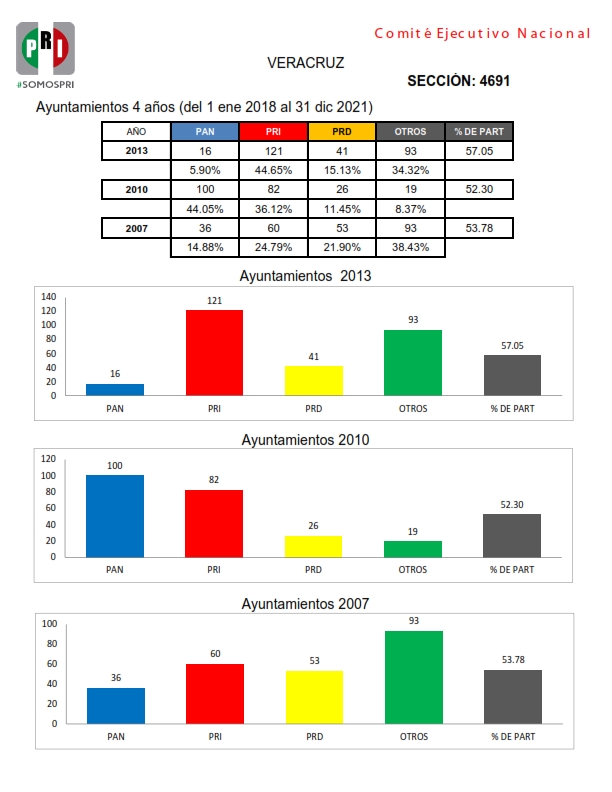 Comité Ejecutivo Nacional
PRI
#SOMOSPRI
VERACRUZ
SECCIÓN: 4691
Ayuntamientos 4 años (del 1 ene 2018 al 31 dic 2021)
AÑO PAN PRI PRD OTROS % DE PART
2013 16 121 41 93 57.05
5.90% 44.65% 15.13% 34.32%
2010 100 82 26 19 52.30
44.05% 36.12% 11.45% 8.37%
2007 36 60 53 93 53.78
14.88% 24.79% 21.90% 38.43%
Ayuntamientos 2013
140
120
100
80
60
40
20
0
16
121
41
93
57.05
PAN PRI PRD OTROS % DE PART
Ayuntamientos 2010
120
100
80
60
40
20
0
100
82
26
19
52.30
PAN PRI PRD OTROS % DE PART
Ayuntamientos 2007
100
80
60
40
20
0
36
60
53
93
53.78
PAN PRI PRD OTROS % DE PART